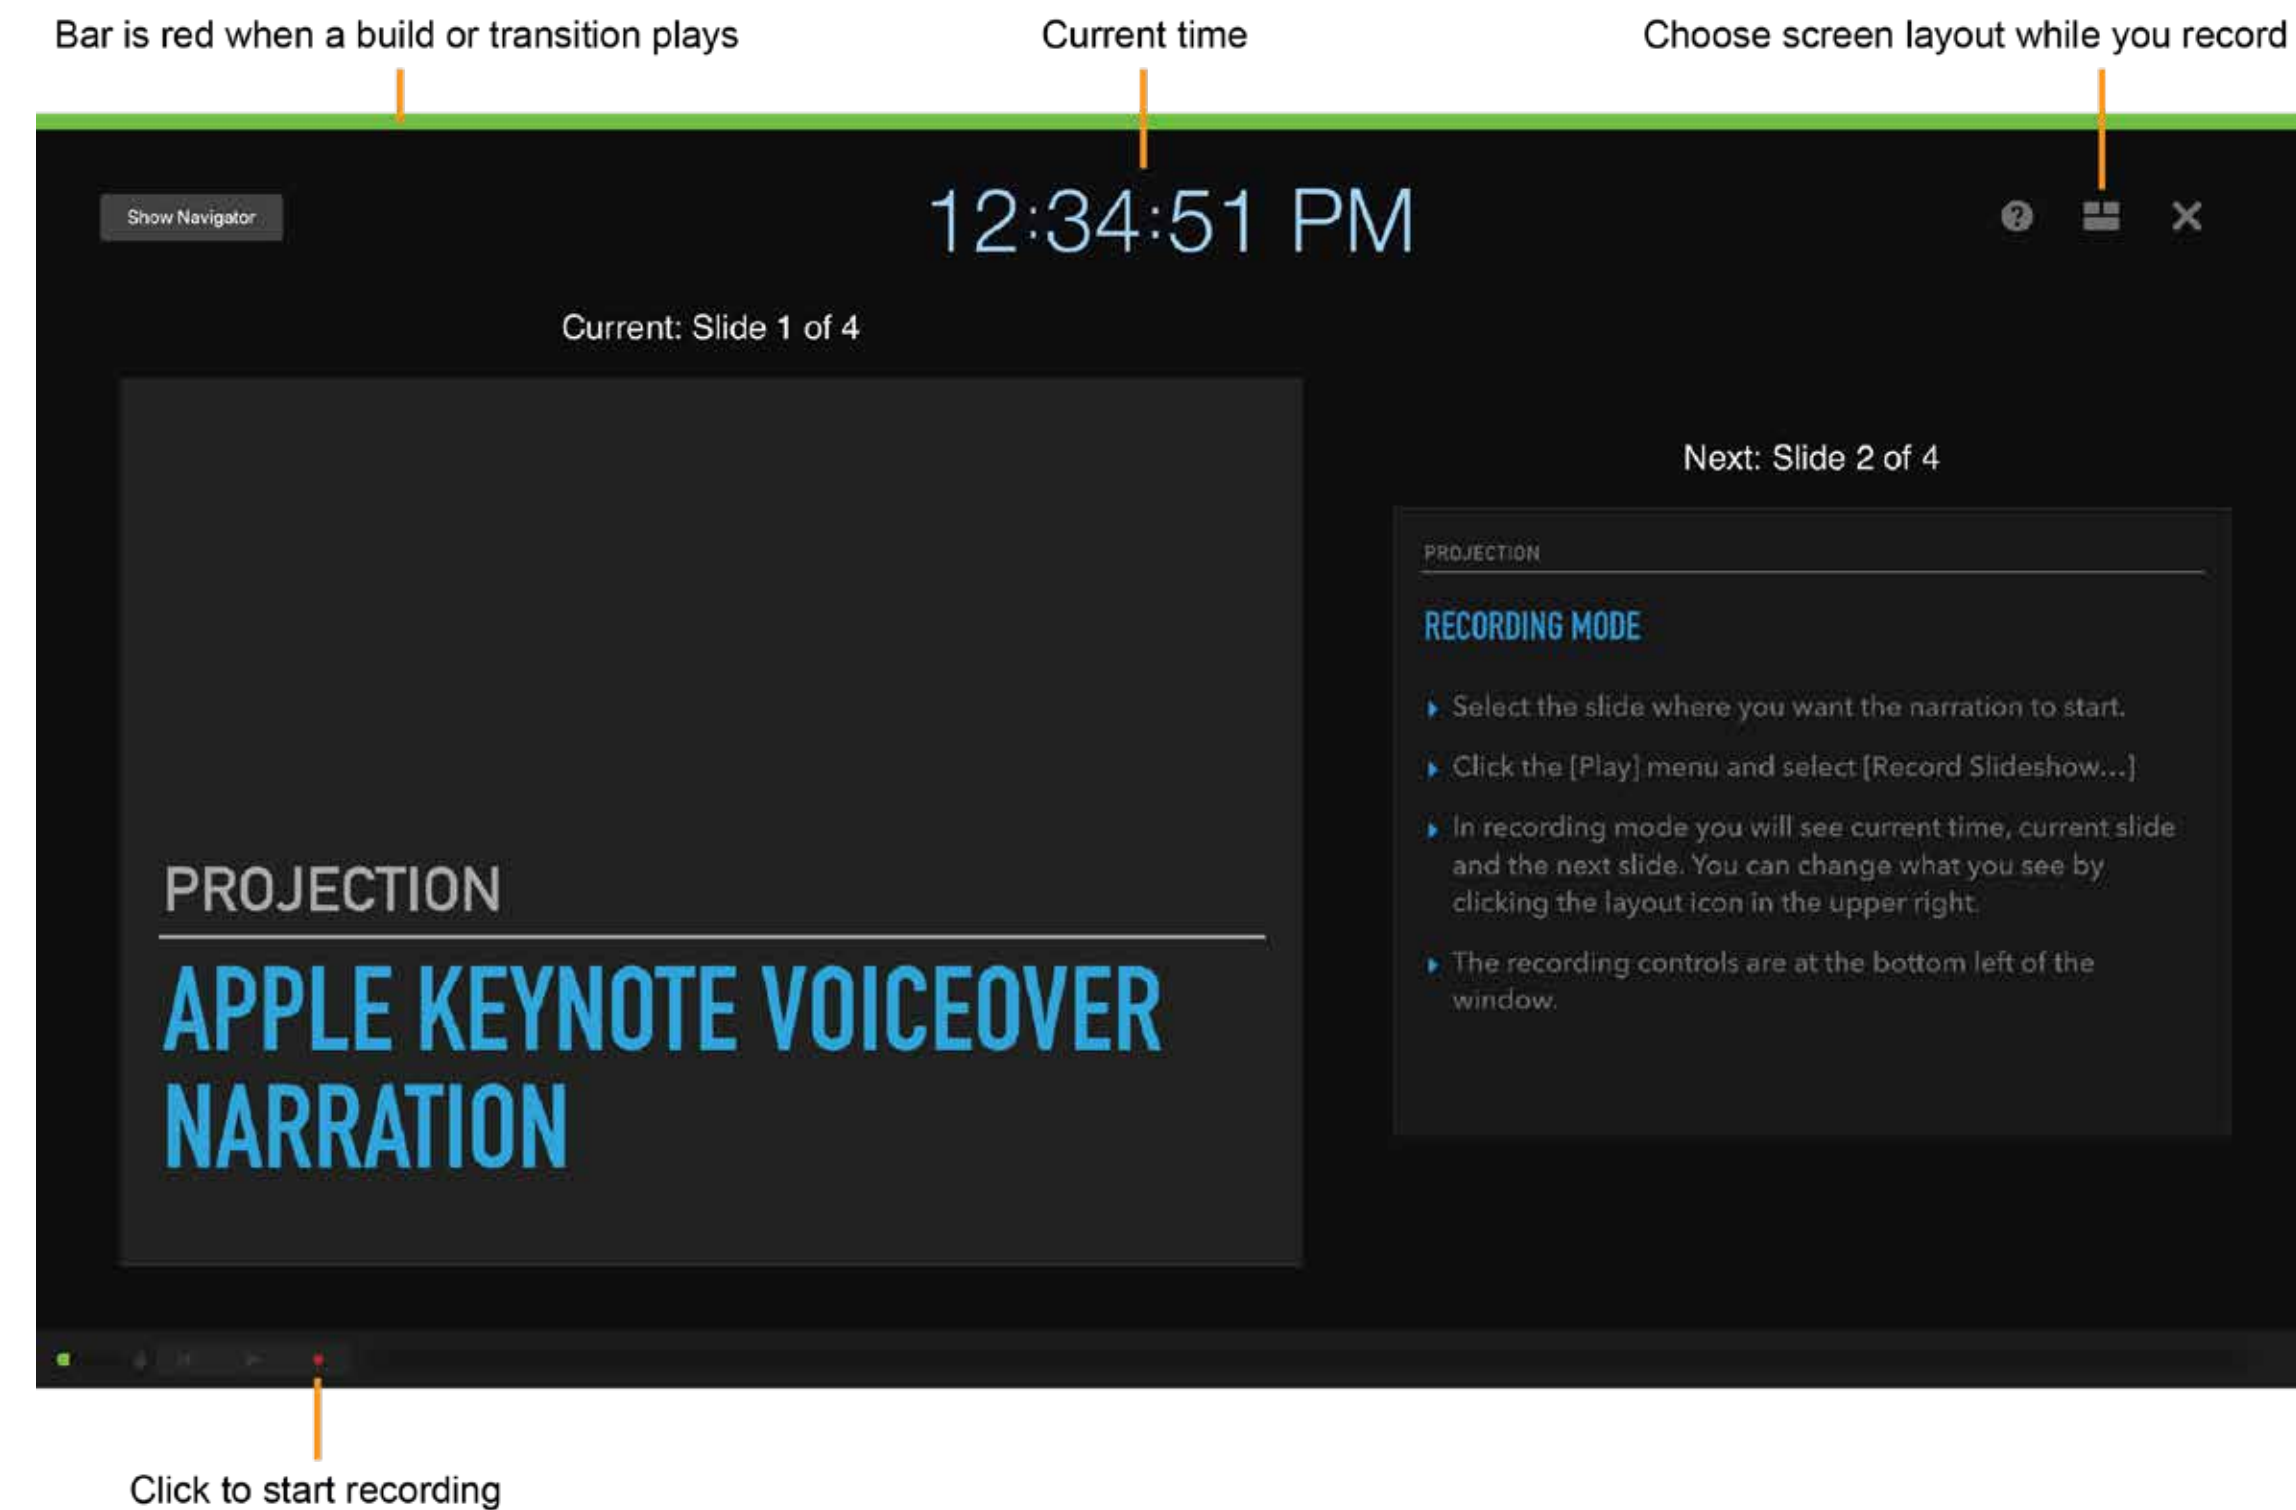 Bar is red when a build or transition plays
Current time
Choose screen layout while you record
Show Navigator
12:34:51 PM
Current: Slide 1 of 4
Next: Slide 2 of 4
PROJECTION
APPLE KEYNOTE VOICEOVER
NARRATION
PROJECTION
RECORDING MODE
Select the slide where you want the narration to start.
Click the [Play] menu and select [Record Slideshow...]
In recording mode you will see current time, current slide
and the next slide. You can change what you see by
clicking the layout icon in the upper right.
The recording controls are at the bottom left of the
window.
Click to start recording